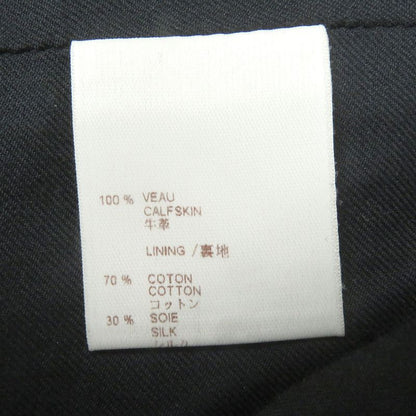 100 % VEAU
CALFSKIN
牛革
LINING / 裏地
70 % COTON
COTTON
コットン
30 % SOIE
SILK